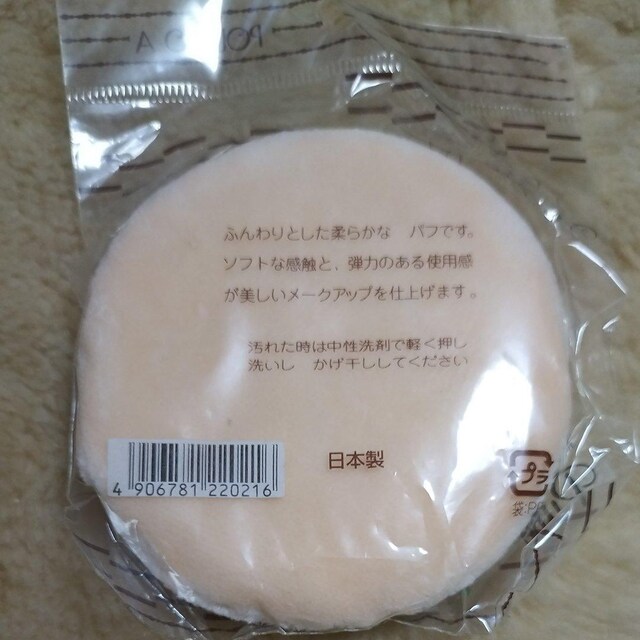 ふんわりとした柔らかな パフです。
ソフトな感触と、弾力のある使用感
が美しいメークアップを仕上げます。
汚れた時は中性洗剤で軽く押し
洗いし かげ干ししてください
日本製
4 906781 220216
プラ
袋:P